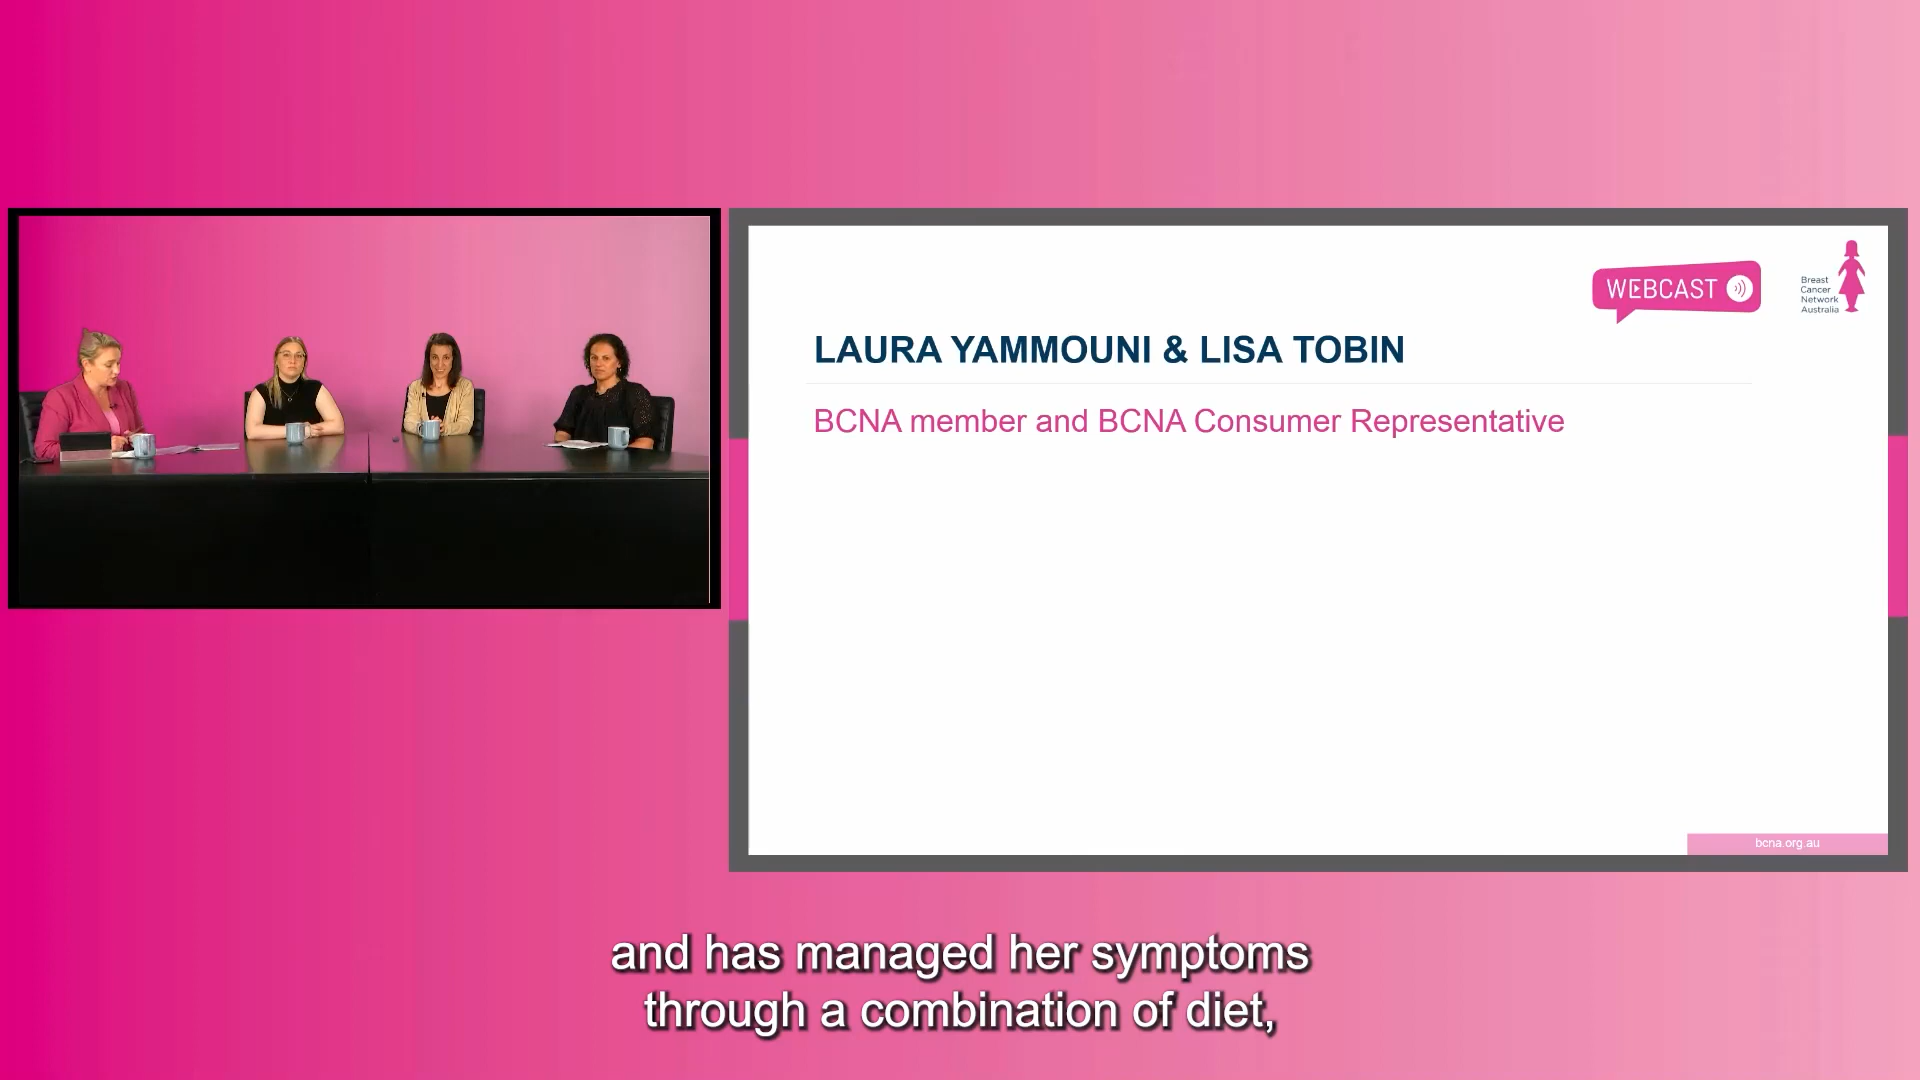 WEBCAST
Breast
Cancer
Network
Australia
LAURA YAMMOUNI & LISA TOBIN
BCNA member and BCNA Consumer Representative
bcna.org.au
and has managed her symptoms
through a combination of diet,